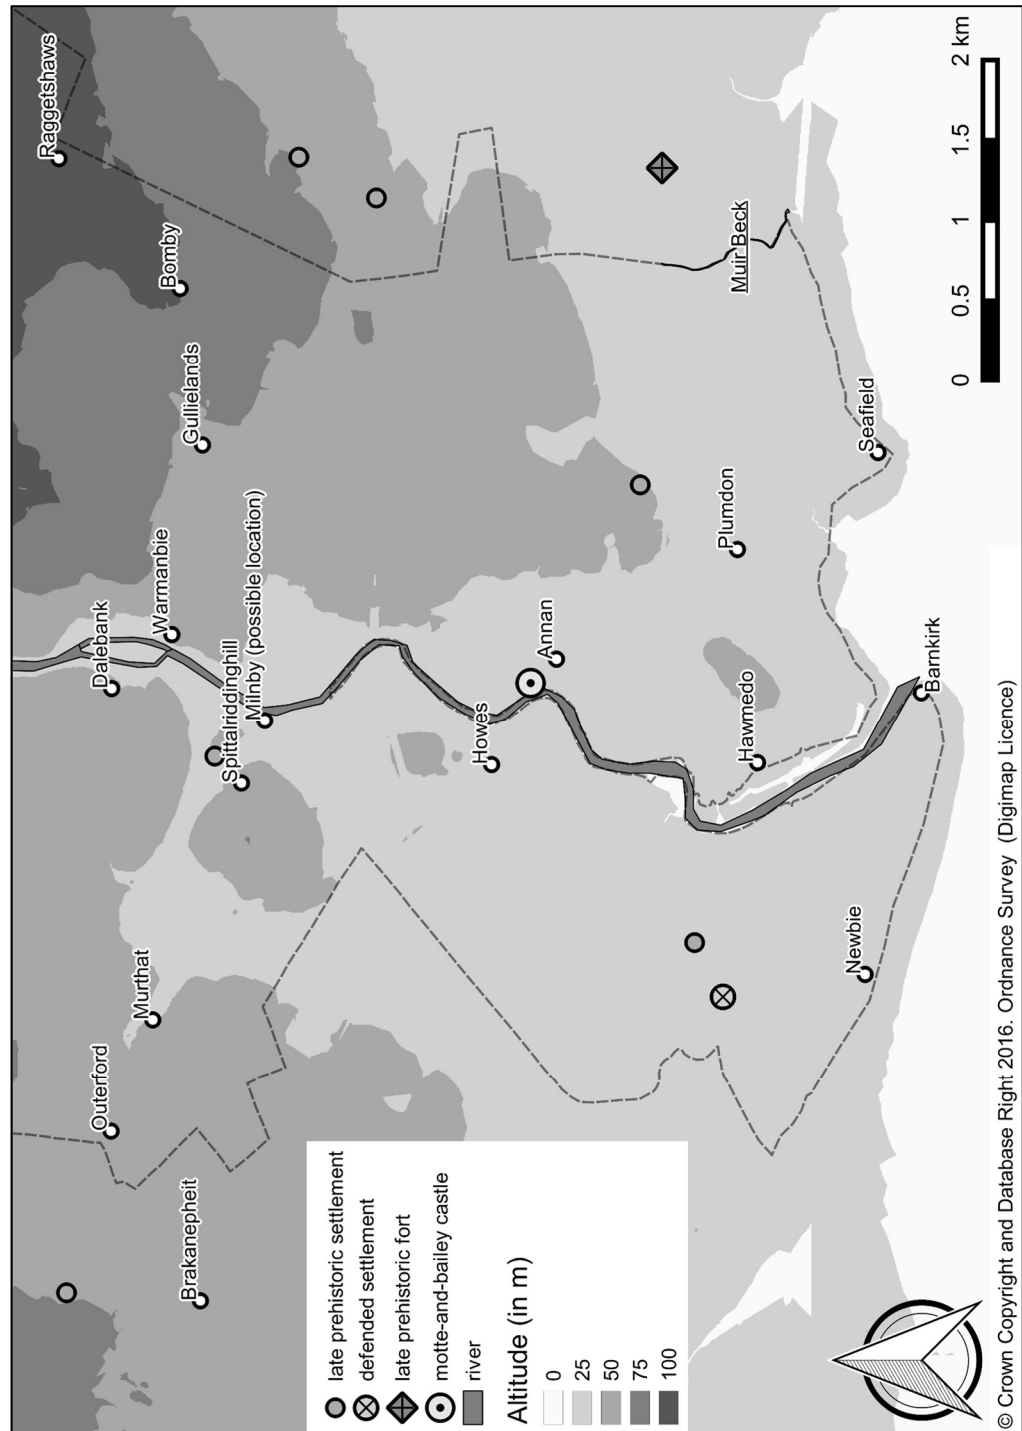 Raggetshaws
Bomby
Gullielands
Dalebank
Warmanbie
Milnby (possible location)
Spittalriddinghill
Murthat
Outerford
Brakanepheit
Howes
Annan
Muir Beck
Plumdon
Hawmedo
Seafield
Barnkirk
Newbie
late prehistoric settlement
defended settlement
late prehistoric fort
motte-and-bailey castle
river
Altitude (in m)
0
25
50
75
100
0 0.5 1 1.5 2 km
© Crown Copyright and Database Right 2016. Ordnance Survey (Digimap Licence)